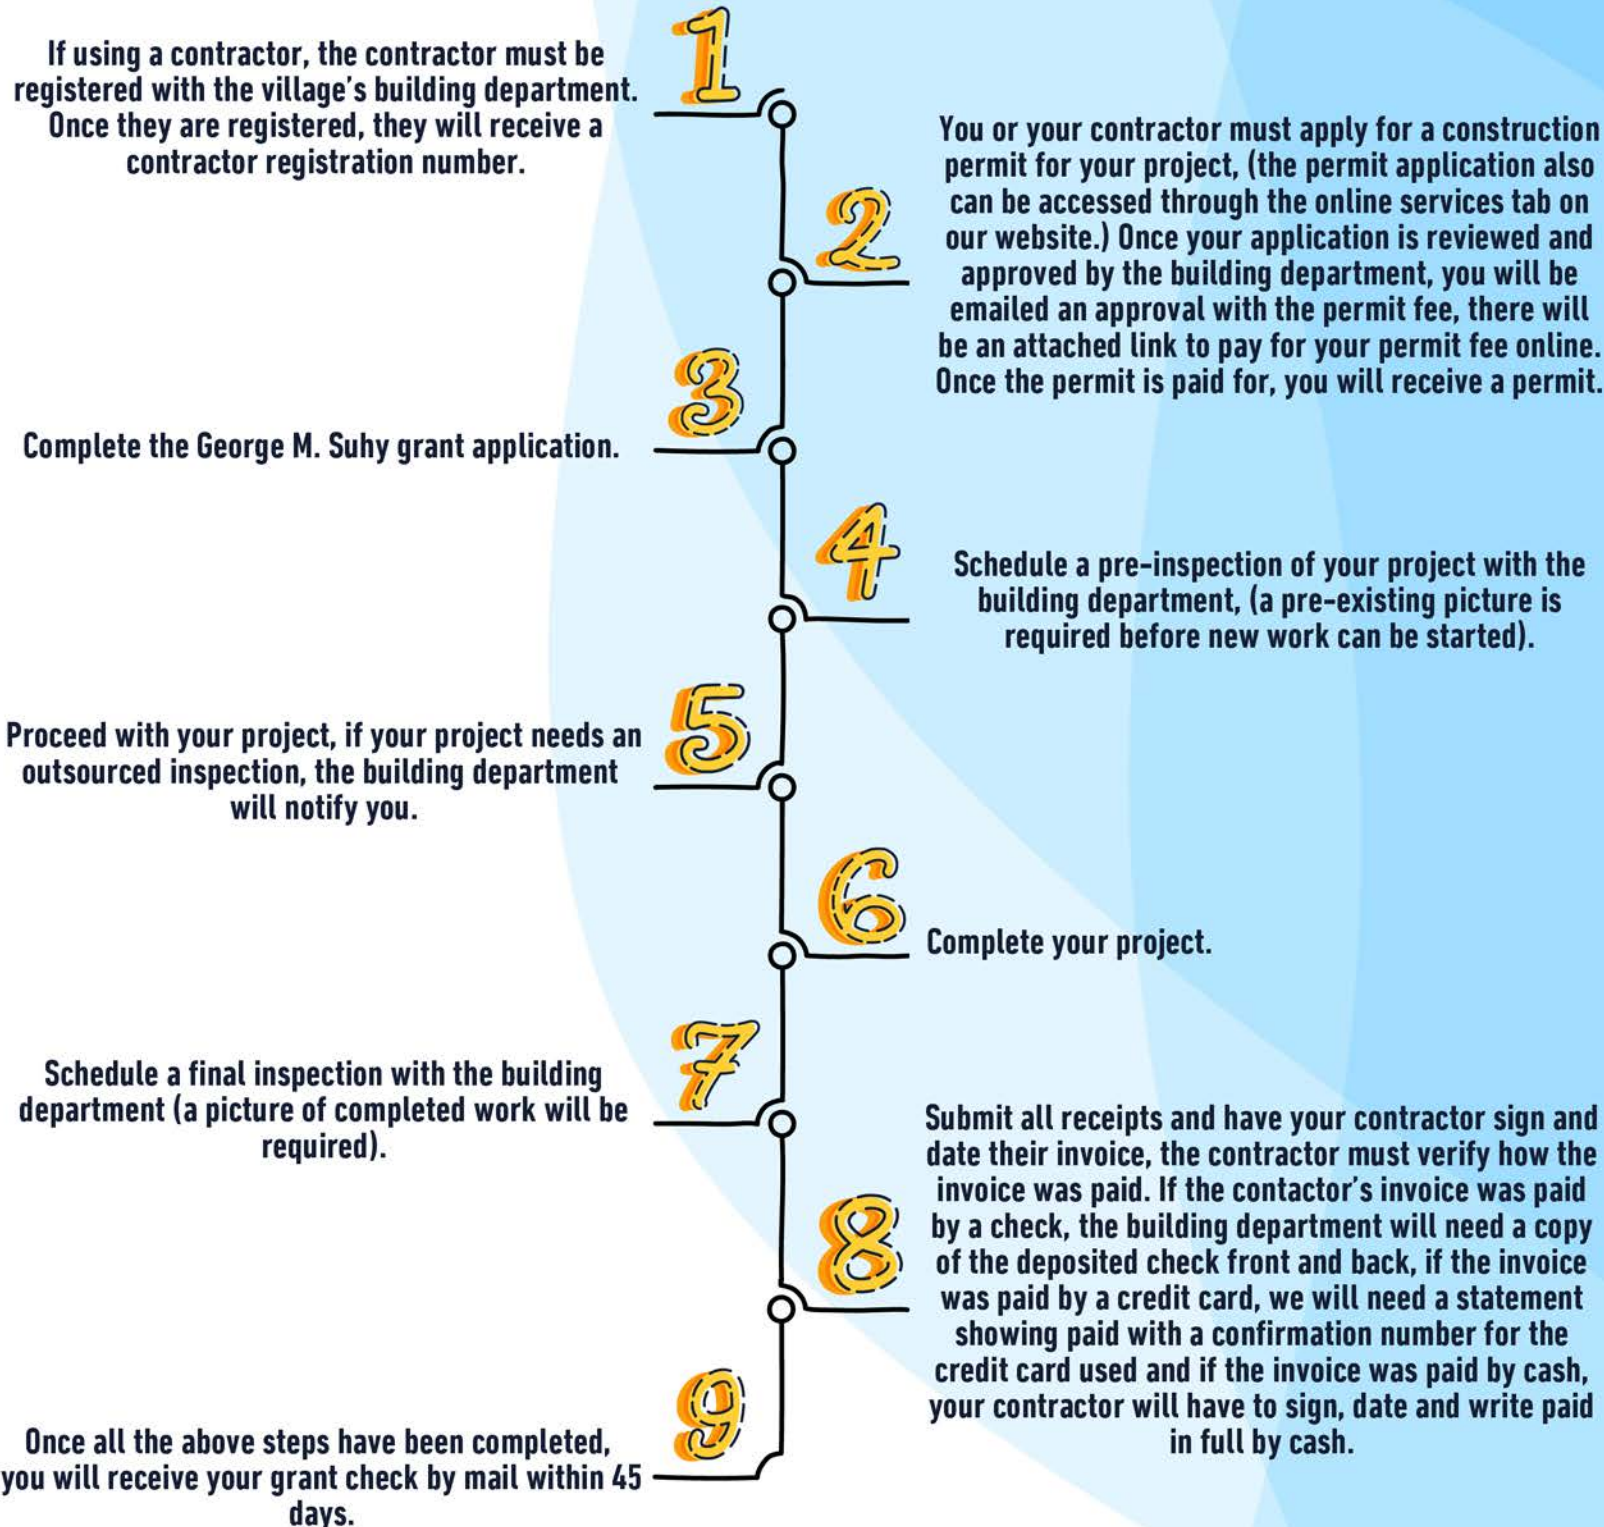 1
If using a contractor, the contractor must be
registered with the village's building department.
Once they are registered, they will receive a
contractor registration number.
2
You or your contractor must apply for a construction
permit for your project, (the permit application also
can be accessed through the online services tab on
our website.) Once your application is reviewed and
approved by the building department, you will be
emailed an approval with the permit fee, there will
be an attached link to pay for your permit fee online.
Once the permit is paid for, you will receive a permit.
3
Complete the George M. Suhy grant application.
4
Schedule a pre-inspection of your project with the
building department, (a pre-existing picture is
required before new work can be started).
5
Proceed with your project, if your project needs an
outsourced inspection, the building department
will notify you.
6
Complete your project.
7
Schedule a final inspection with the building
department (a picture of completed work will be
required).
8
Submit all receipts and have your contractor sign and
date their invoice, the contractor must verify how the
invoice was paid. If the contactor's invoice was paid
by a check, the building department will need a copy
of the deposited check front and back, if the invoice
was paid by a credit card, we will need a statement
showing paid with a confirmation number for the
credit card used and if the invoice was paid by cash,
your contractor will have to sign, date and write paid
in full by cash.
9
Once all the above steps have been completed,
you will receive your grant check by mail within 45
days.